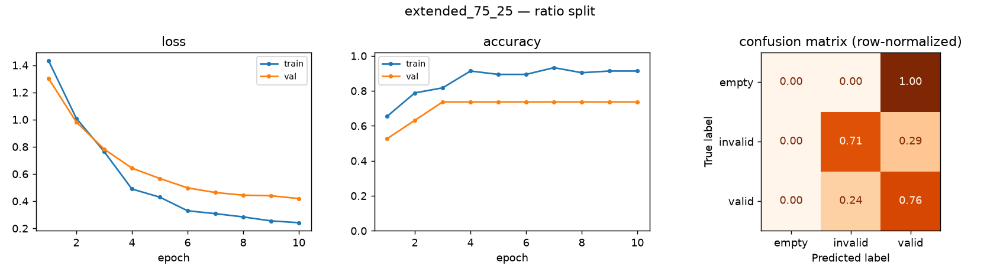 extended_75_25 — ratio split
loss
1.4
1.2
1.0
0.8
0.6
0.4
0.2
train
val
2 4 6 8 10
epoch
accuracy
1.0
0.8
0.6
0.4
0.2
0.0
train
val
2 4 6 8 10
epoch
confusion matrix (row-normalized)
True label
empty 0.00 0.00 1.00
invalid 0.00 0.71 0.29
valid 0.00 0.24 0.76
empty invalid valid
Predicted label